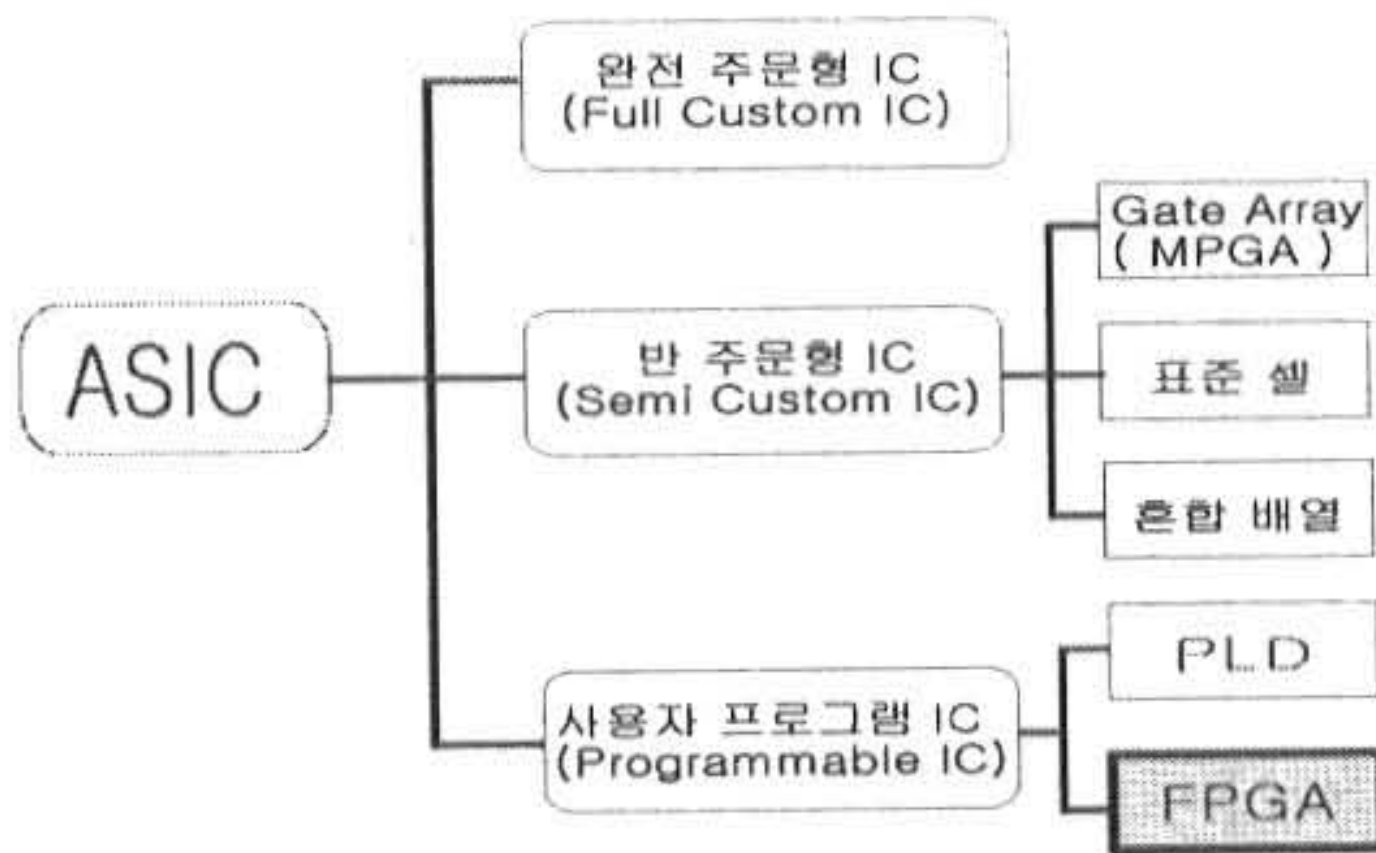 완전 주문형 IC
(Full Custom IC)
Gate Array
( MPGA )
ASIC
반 주문형 IC
(Semi Custom IC)
표준 셀
혼합 배열
PLD
사용자 프로그램 IC
(Programmable IC)
FPGA